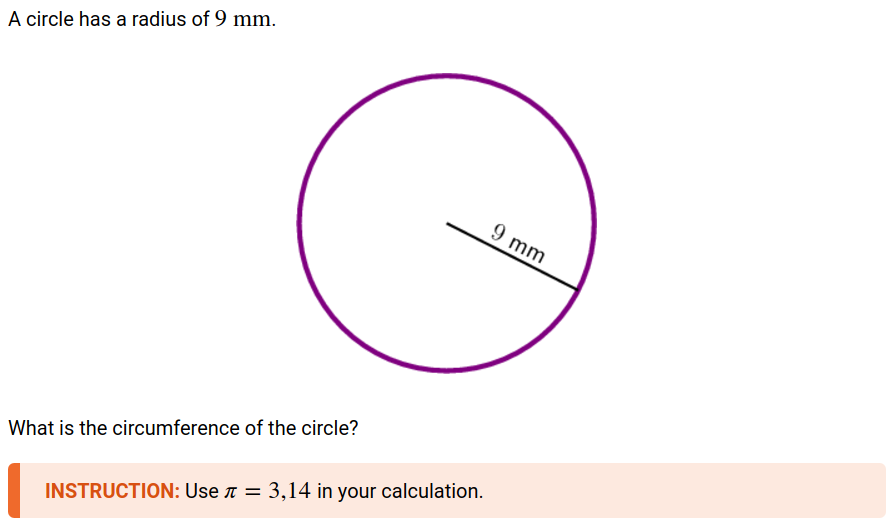 A circle has a radius of 9 mm.
9 mm
What is the circumference of the circle?
INSTRUCTION: Use π = 3,14 in your calculation.